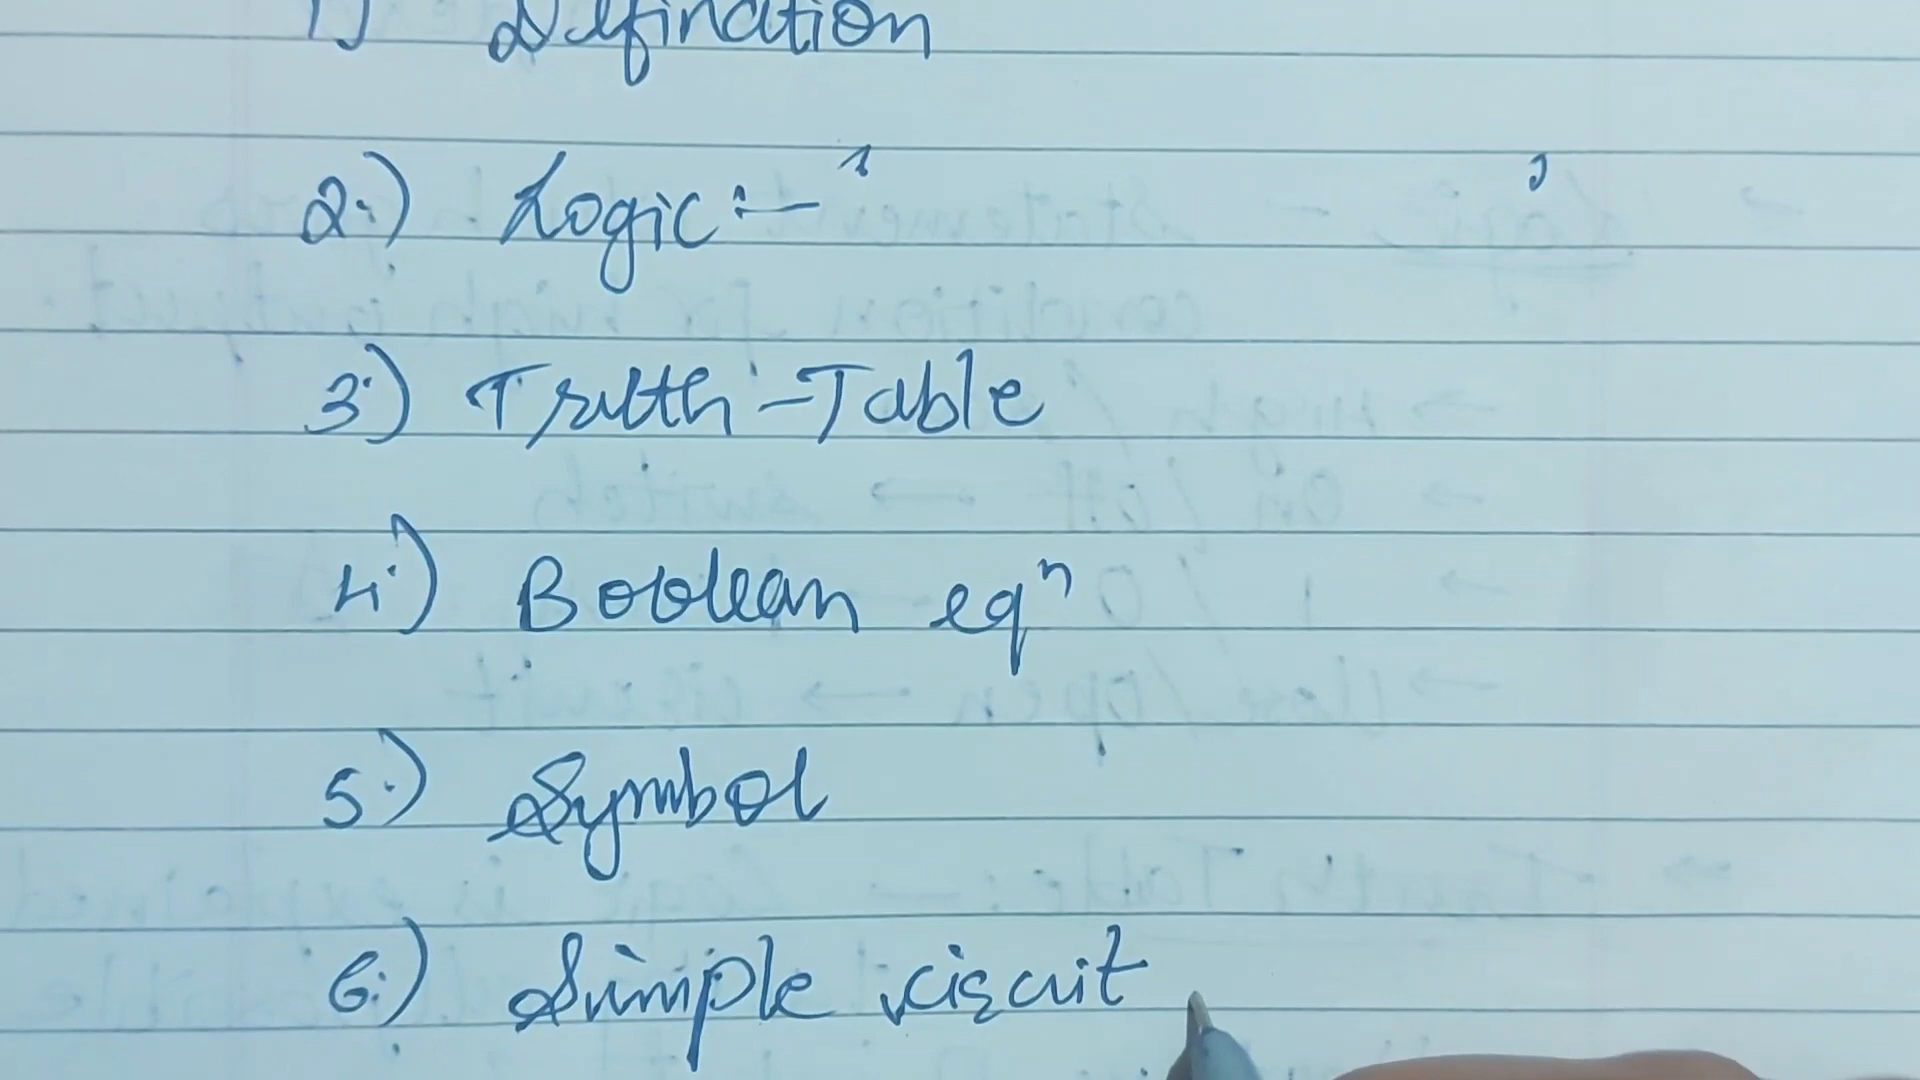 1) Defination
2.) Logic :-
3.) Truth - Table
4.) Boolean eqⁿ
5.) Symbol
6.) Simple circuit